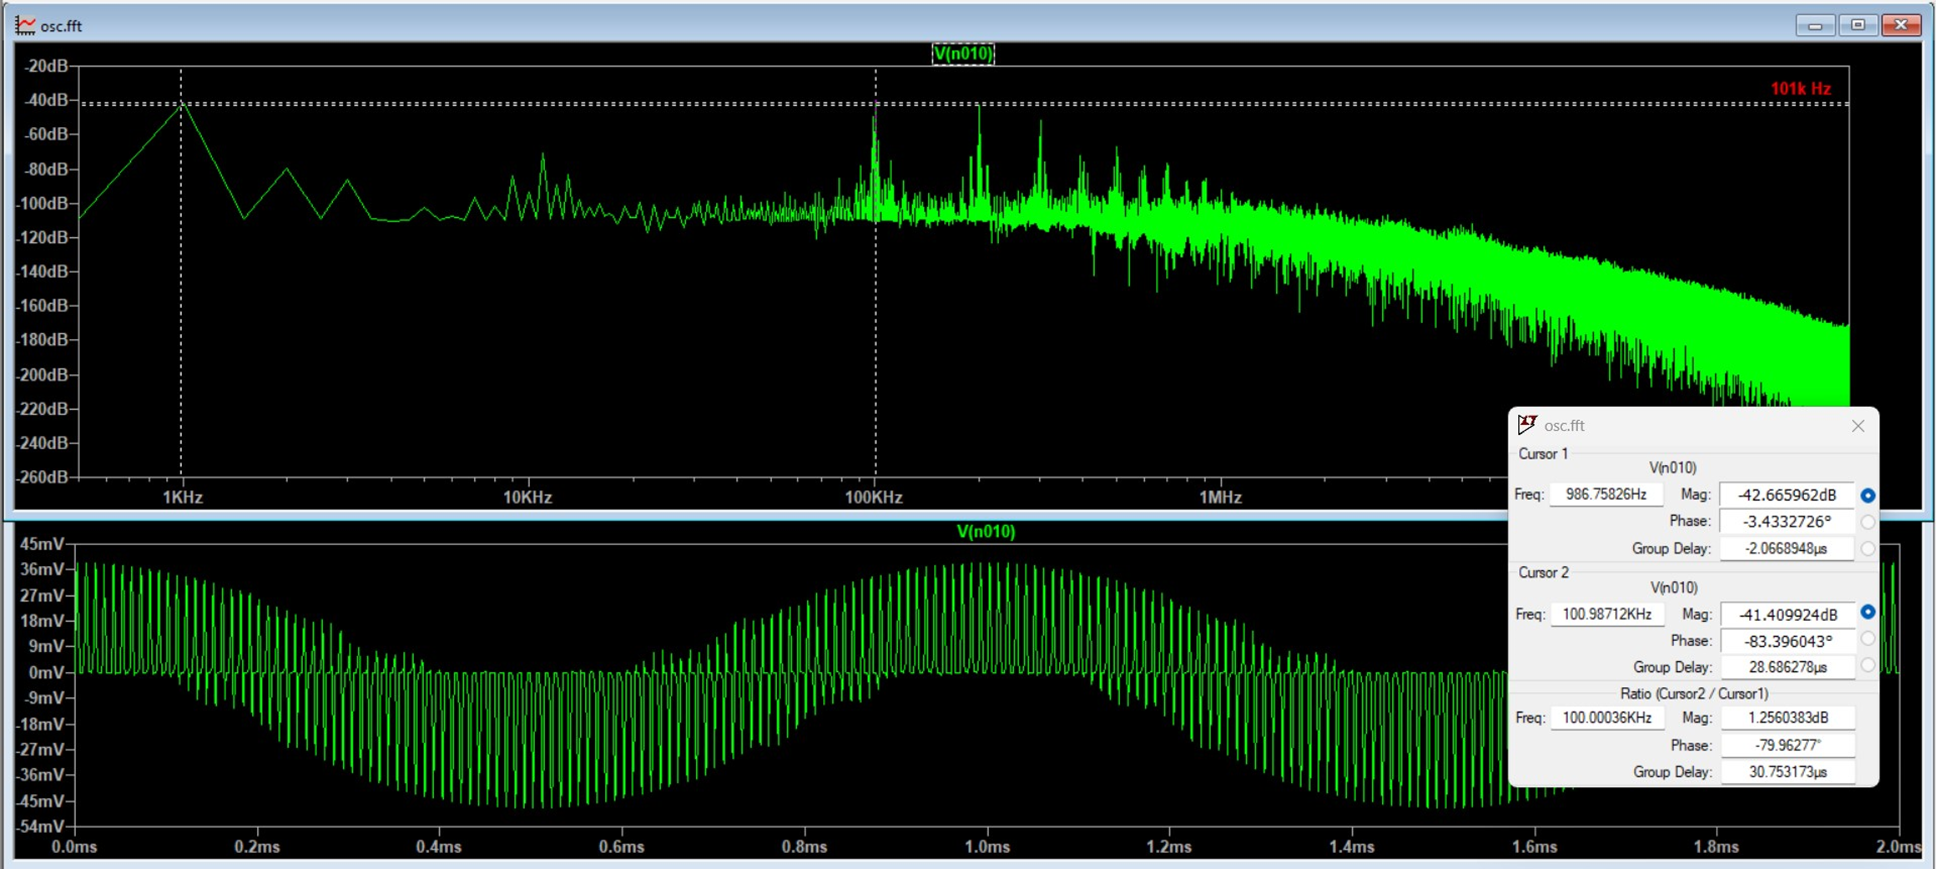 osc.fft
V(n010)
-20dB
101k Hz
-40dB
-60dB
-80dB
-100dB
-120dB
-140dB
-160dB
-180dB
-200dB
-220dB
-240dB
-260dB
1KHz 10KHz 100KHz 1MHz
osc.fft
Cursor 1
V(n010)
Freq: 986.75826Hz Mag: -42.665962dB
Phase: -3.4332726°
Group Delay: -2.0668948µs
Cursor 2
V(n010)
Freq: 100.98712KHz Mag: -41.409924dB
Phase: -83.396043°
Group Delay: 28.686278µs
Ratio (Cursor2 / Cursor1)
Freq: 100.00036KHz Mag: 1.2560383dB
Phase: -79.96277°
Group Delay: 30.753173µs
V(n010)
45mV
36mV
27mV
18mV
9mV
0mV
-9mV
-18mV
-27mV
-36mV
-45mV
-54mV
0.0ms 0.2ms 0.4ms 0.6ms 0.8ms 1.0ms 1.2ms 1.4ms 1.6ms 1.8ms 2.0ms